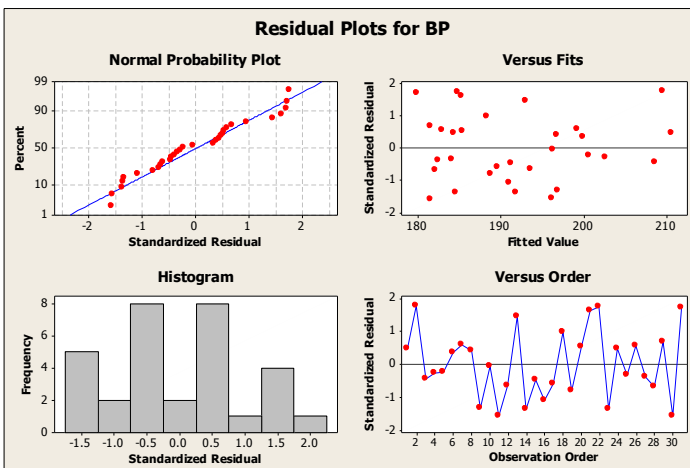 Residual Plots for BP
Normal Probability Plot
99
90
50
10
1
Percent
-2 -1 0 1 2
Standardized Residual
Versus Fits
2
1
0
-1
-2
Standardized Residual
180 190 200 210
Fitted Value
Histogram
8
6
4
2
0
Frequency
-1.5 -1.0 -0.5 0.0 0.5 1.0 1.5 2.0
Standardized Residual
Versus Order
2
1
0
-1
-2
Standardized Residual
2 4 6 8 10 12 14 16 18 20 22 24 26 28 30
Observation Order